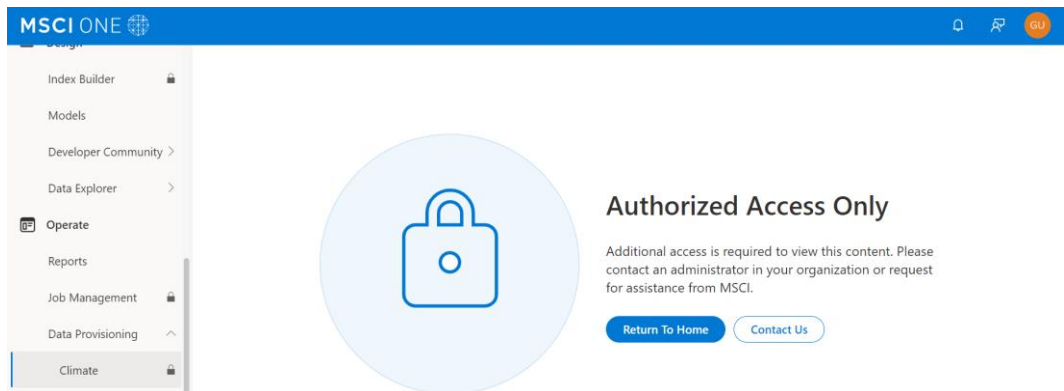 MSCI ONE
GU
Design
Index Builder
Models
Developer Community
Data Explorer
Operate
Reports
Job Management
Data Provisioning
Climate
Authorized Access Only
Additional access is required to view this content. Please
contact an administrator in your organization or request
for assistance from MSCI.
Return To Home
Contact Us